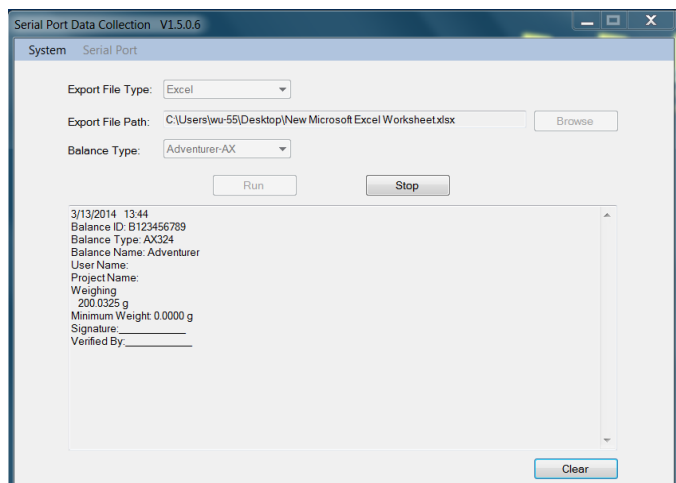 Serial Port Data Collection   V1.5.0.6
System   Serial Port
Export File Type:   Excel
Export File Path:   C:\Users\wu-55\Desktop\New Microsoft Excel Worksheet.xlsx   Browse
Balance Type:   Adventurer-AX
Run   Stop
3/13/2014   13:44
Balance ID: B123456789
Balance Type: AX324
Balance Name: Adventurer
User Name:
Project Name:
Weighing
200.0325 g
Minimum Weight: 0.0000 g
Signature:____________
Verified By:____________
Clear